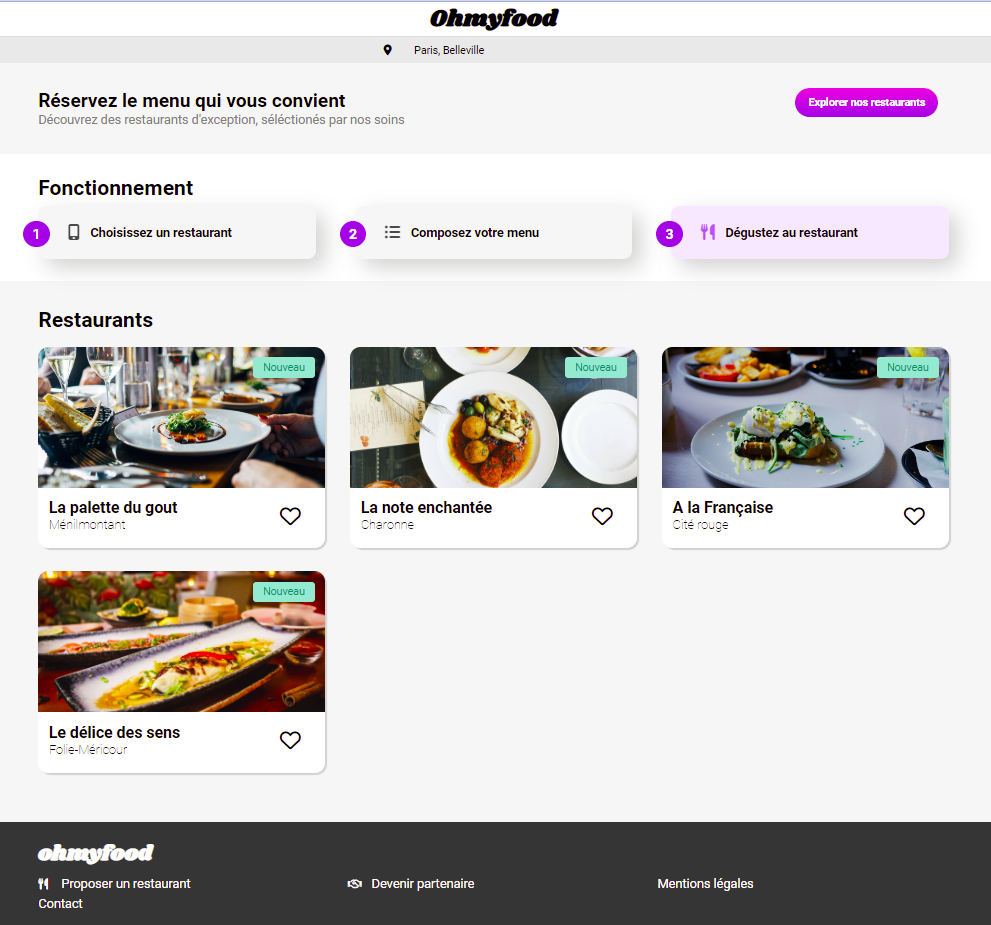 Ohmyfood
Paris, Belleville
Réservez le menu qui vous convient
Découvrez des restaurants d'exception, séléctionés par nos soins
Explorer nos restaurants
Fonctionnement
1 Choisissez un restaurant
2 Composez votre menu
3 Dégustez au restaurant
Restaurants
Nouveau
La palette du gout
Ménilmontant
Nouveau
La note enchantée
Charonne
Nouveau
A la Française
Cité rouge
Nouveau
Le délice des sens
Folie-Méricour
ohmyfood
Proposer un restaurant
Devenir partenaire
Mentions légales
Contact